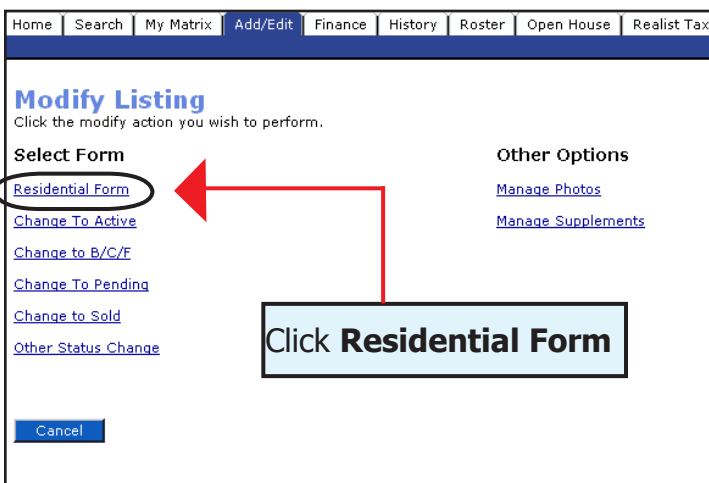 Home Search My Matrix Add/Edit Finance History Roster Open House Realist Tax
Modify Listing
Click the modify action you wish to perform.
Select Form
Other Options
Residential Form
Manage Photos
Change To Active
Manage Supplements
Change to B/C/F
Change To Pending
Change to Sold
Click Residential Form
Other Status Change
Cancel